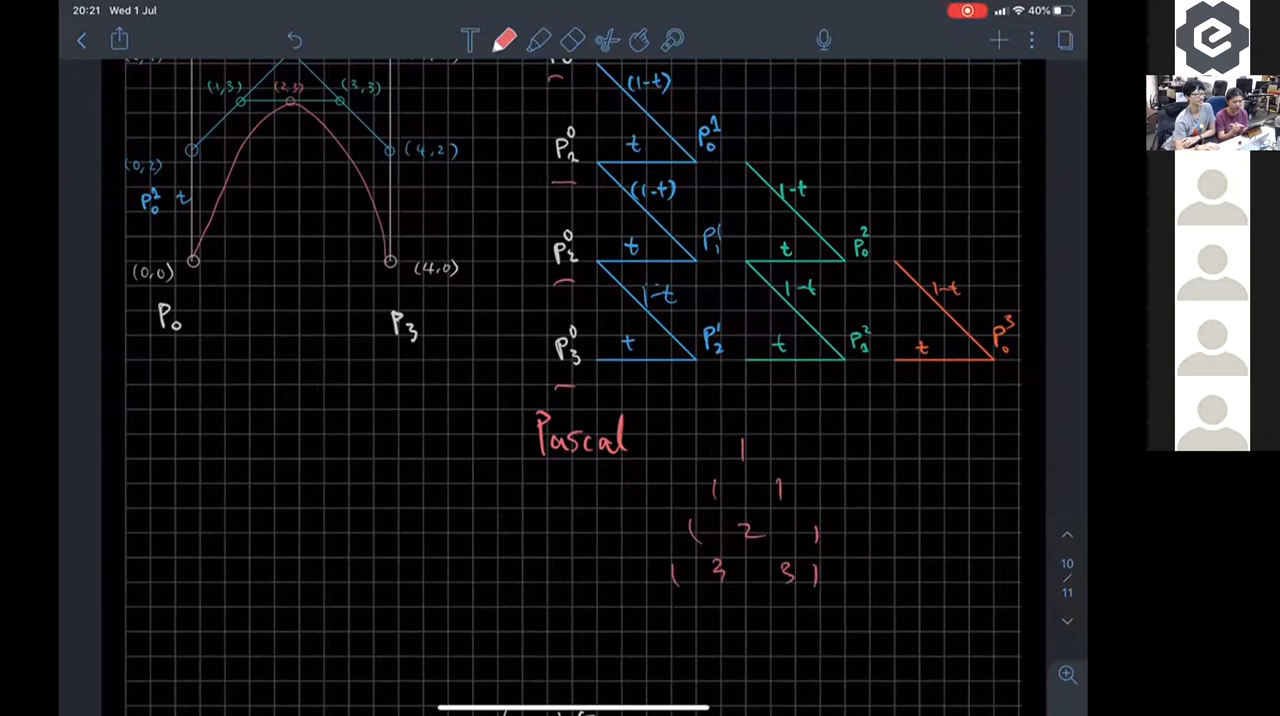 20:21 Wed 1 Jul
40%
T
(1,3) (2,3) (3,3)
(0,2)
(4,2)
P₀¹ t
(0,0)
(4,0)
P₀
P₃
(1-t)
P₂⁰ t P₀¹
(1-t) 1-t
P₂⁰ t P₁¹ t P₀²
1-t 1-t 1-t
P₃⁰ t P₂¹ t P₁² t P₀³
Pascal
1
1 1
1 2 1
1 3 3 1
10
/
11
e